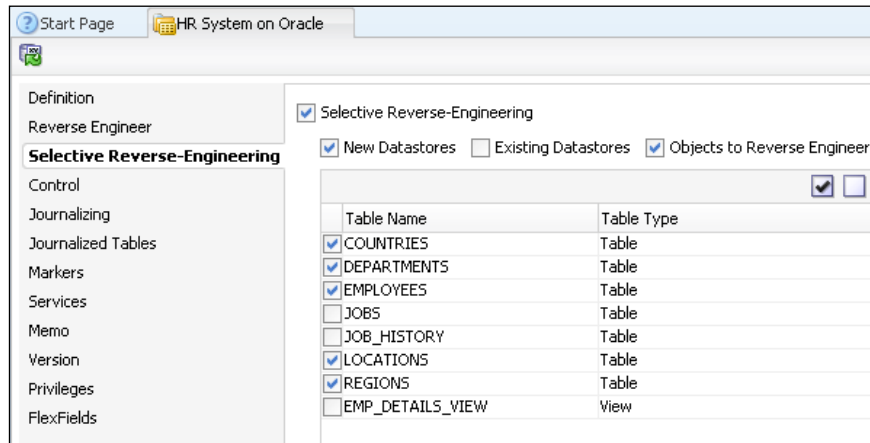 Start Page
HR System on Oracle
Definition
Reverse Engineer
Selective Reverse-Engineering
Control
Journalizing
Journalized Tables
Markers
Services
Memo
Version
Privileges
FlexFields
Selective Reverse-Engineering
New Datastores Existing Datastores Objects to Reverse Engineer
Table Name Table Type
COUNTRIES Table
DEPARTMENTS Table
EMPLOYEES Table
JOBS Table
JOB_HISTORY Table
LOCATIONS Table
REGIONS Table
EMP_DETAILS_VIEW View